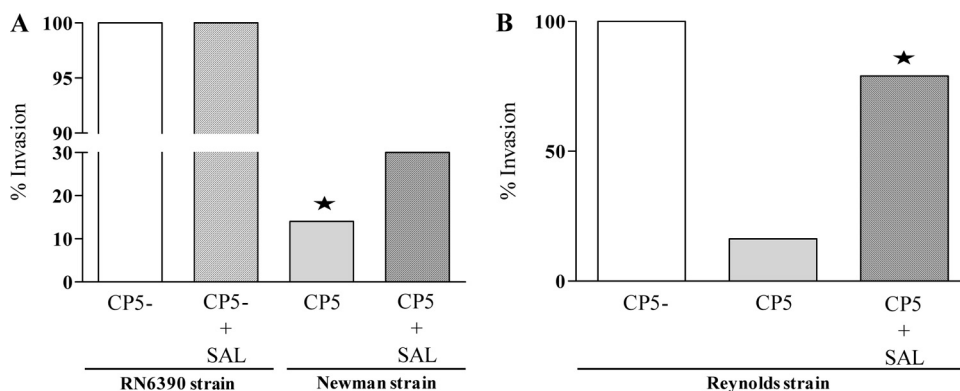 A
% Invasion
100
95
90
30
20
10
0
CP5-
CP5-
+
SAL
CP5
CP5
+
SAL
RN6390 strain
Newman strain
B
% Invasion
100
50
0
CP5-
CP5
CP5
+
SAL
Reynolds strain